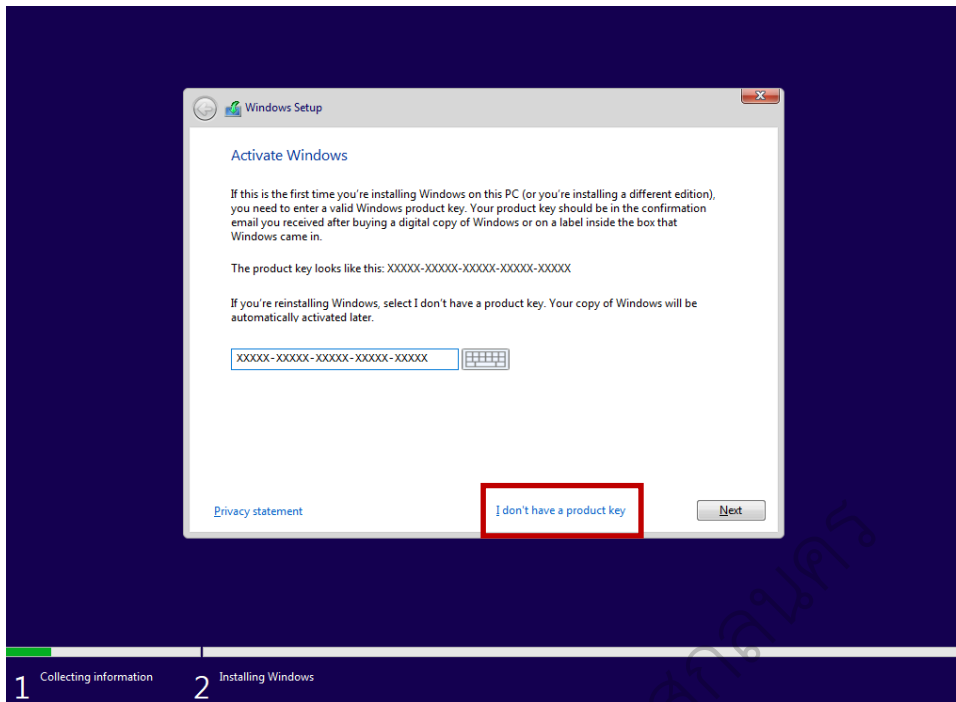 Windows Setup
Activate Windows
If this is the first time you're installing Windows on this PC (or you're installing a different edition),
you need to enter a valid Windows product key. Your product key should be in the confirmation
email you received after buying a digital copy of Windows or on a label inside the box that
Windows came in.
The product key looks like this: XXXXX-XXXXX-XXXXX-XXXXX-XXXXX
If you're reinstalling Windows, select I don't have a product key. Your copy of Windows will be
automatically activated later.
XXXXX-XXXXX-XXXXX-XXXXX-XXXXX
Privacy statement
I don't have a product key
Next
1 Collecting information
2 Installing Windows